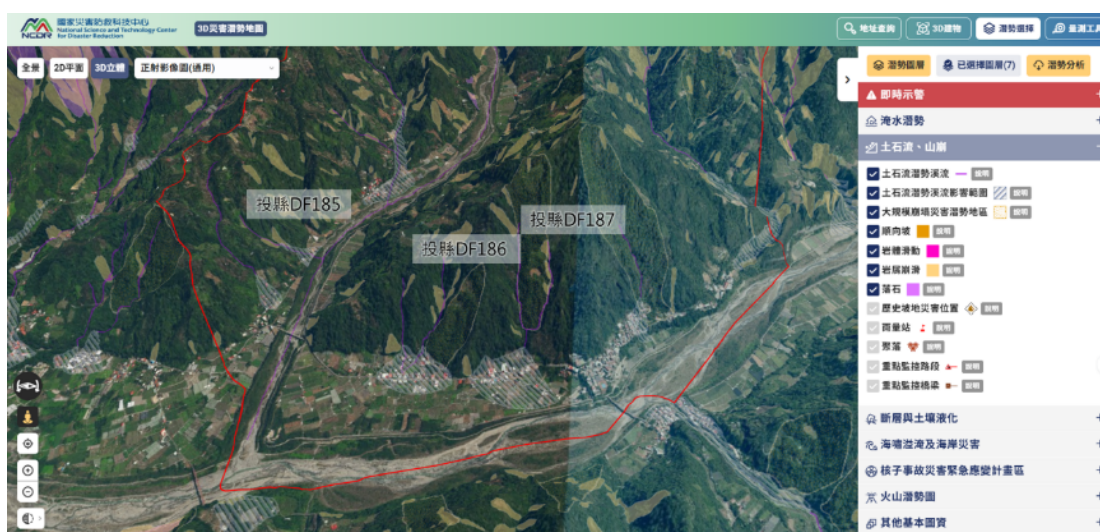 NCDR
國家災害防救科技中心
National Science and Technology Center
for Disaster Reduction
3D災害潛勢地圖
地址查詢
3D建物
潛勢選擇
量測工具
全景
2D平面
3D立體
正射影像圖(通用)
潛勢圖層
已選擇圖層(7)
潛勢分析
即時示警
淹水潛勢
土石流、山崩
土石流潛勢溪流 說明
土石流潛勢溪流影響範圍 說明
大規模崩塌災害潛勢地區 說明
順向坡 說明
岩體滑動 說明
岩屑崩滑 說明
落石 說明
歷史坡地災害位置 說明
雨量站 說明
聚落 說明
重點監控路段 說明
重點監控橋梁 說明
斷層與土壤液化
海嘯溢淹及海岸災害
核子事故災害緊急應變計畫區
火山潛勢圖
其他基本圖資
投縣DF185
投縣DF187
投縣DF186